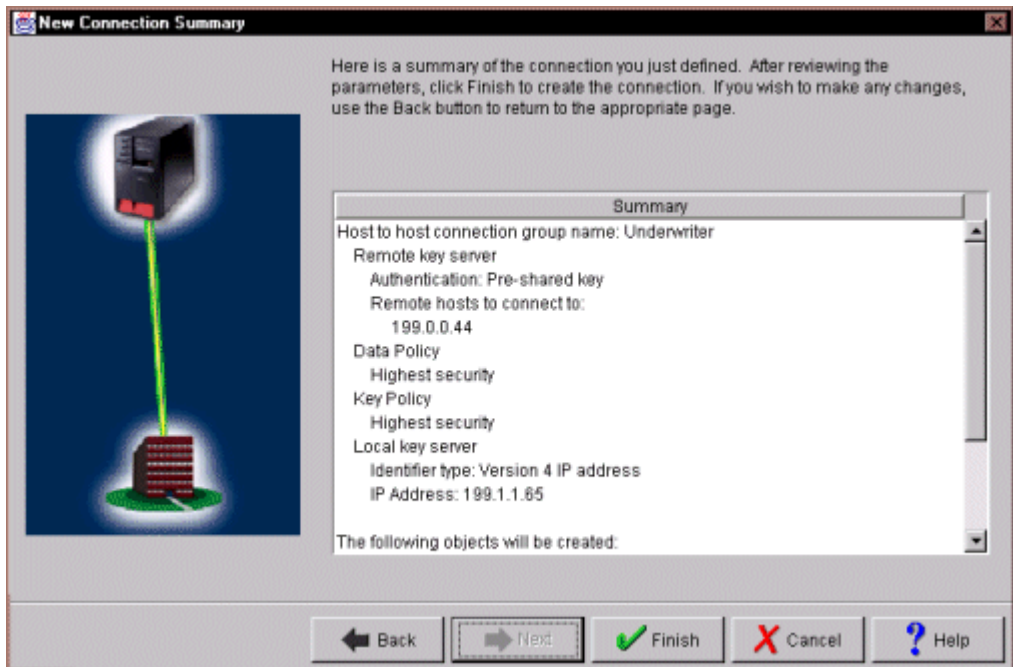 New Connection Summary
Here is a summary of the connection you just defined. After reviewing the
parameters, click Finish to create the connection. If you wish to make any changes,
use the Back button to return to the appropriate page.
Summary
Host to host connection group name: Underwriter
Remote key server
Authentication: Pre-shared key
Remote hosts to connect to:
199.0.0.44
Data Policy
Highest security
Key Policy
Highest security
Local key server
Identifier type: Version 4 IP address
IP Address: 199.1.1.65
The following objects will be created:
Back
Next
Finish
Cancel
? Help